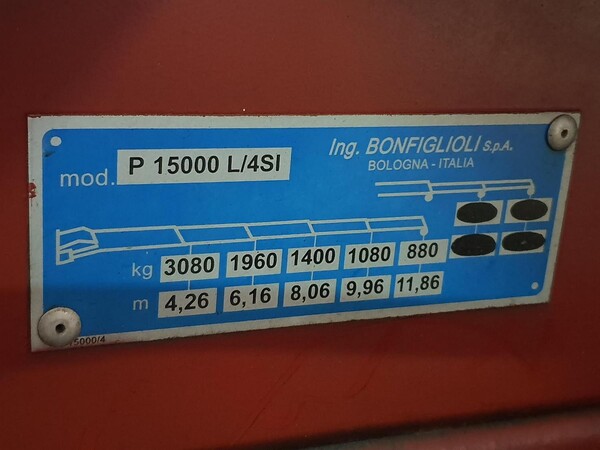 mod. P 15000 L/4SI
Ing. BONFIGLIOLI S.p.A.
BOLOGNA - ITALIA
kg 3080 1960 1400 1080 880
m 4,26 6,16 8,06 9,96 11,86